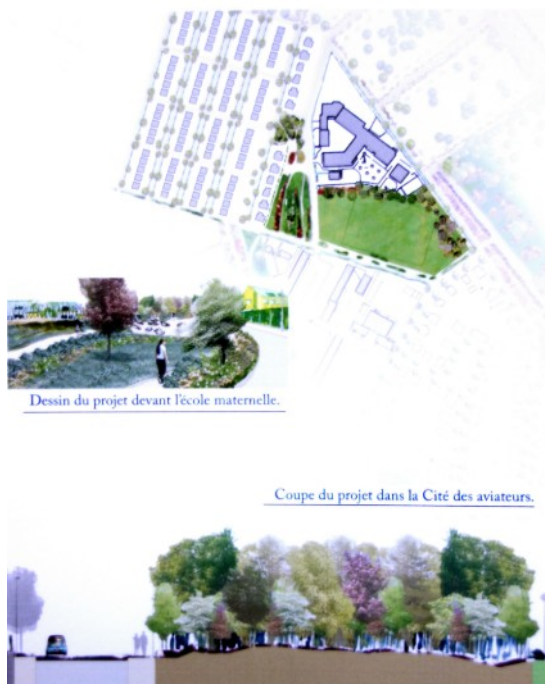 Dessin du projet devant l'école maternelle.
Coupe du projet dans la Cité des aviateurs.